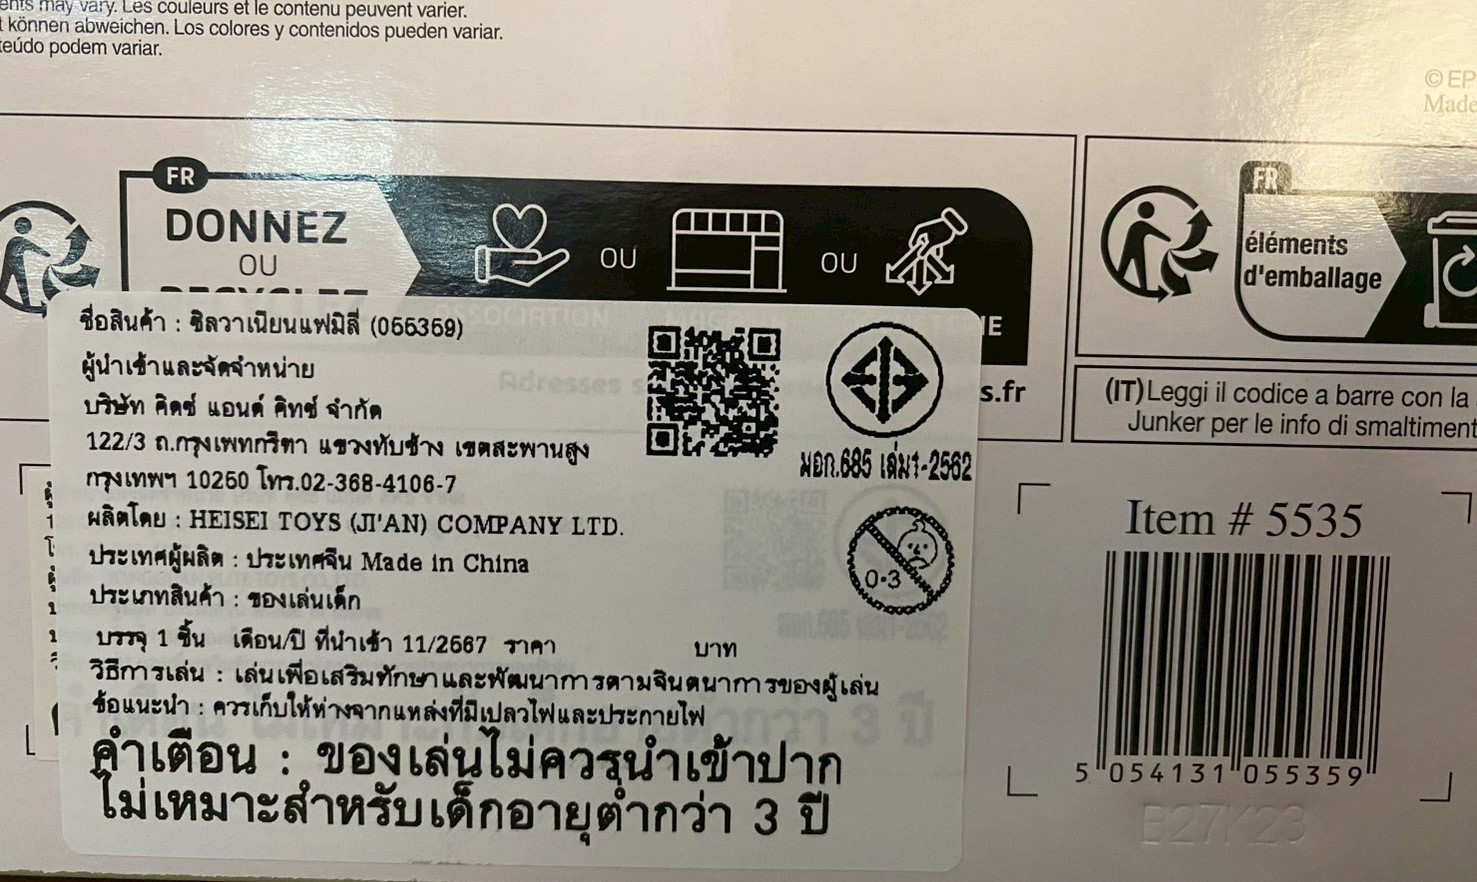 ents may vary. Les couleurs et le contenu peuvent varier.
t können abweichen. Los colores y contenidos pueden variar.
teúdo podem variar.
© EP
Made
FR
DONNEZ
OU
RECYCLEZ
OU
OU
ASSOCIATION
Adresses
s.fr
FR
éléments
d'emballage
(IT)Leggi il codice a barre con la
Junker per le info di smaltiment
ชื่อสินค้า : ซิลวาเนียนแฟมิลี่ (055359)
ผู้นำเข้าและจัดจำหน่าย
บริษัท คิดซ์ แอนด์ คิทซ์ จำกัด
122/3 ถ.กรุงเทพกรีฑา แขวงทับช้าง เขตสะพานสูง
กรุงเทพฯ 10250 โทร.02-368-4106-7
ผลิตโดย : HEISEI TOYS (JI'AN) COMPANY LTD.
ประเทศผู้ผลิต : ประเทศจีน Made in China
ประเภทสินค้า : ของเล่นเด็ก
บรรจุ 1 ชิ้น เดือน/ปี ที่นำเข้า 11/2567 ราคา บาท
วิธีการเล่น : เล่นเพื่อเสริมทักษาและพัฒนาการตามจินตนาการของผู้เล่น
ข้อแนะนำ : ควรเก็บให้ห่างจากแหล่งที่มีเปลวไฟและประกายไฟ
คำเตือน : ของเล่นไม่ควรนำเข้าปาก
ไม่เหมาะสำหรับเด็กอายุต่ำกว่า 3 ปี
มอก.685 เล่ม1-2562
0-3
Item # 5535
5 054131 055359
B27K23